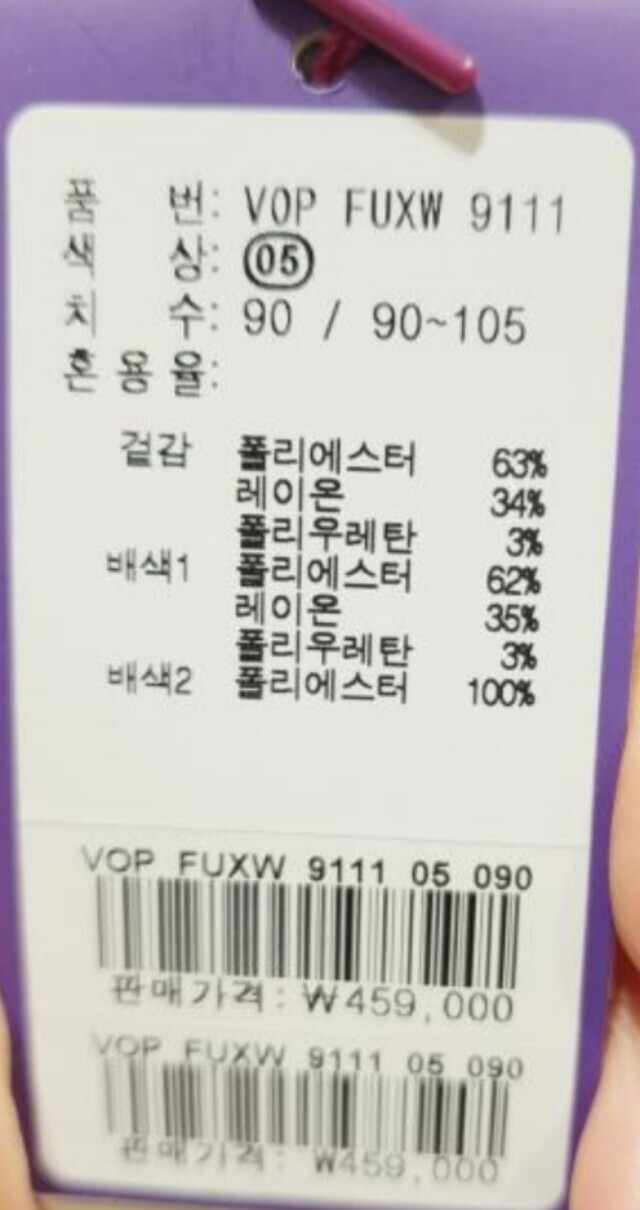 품 번: VOP FUXW 9111
색 상: 05
치 수: 90 / 90~105
혼 용 율:
겉감 폴리에스터 63%
레이온 34%
폴리우레탄 3%
배색1 폴리에스터 62%
레이온 35%
폴리우레탄 3%
배색2 폴리에스터 100%
VOP FUXW 9111 05 090
판매가격: ₩459,000
VOP FUXW 9111 05 090
판매가격: ₩459,000